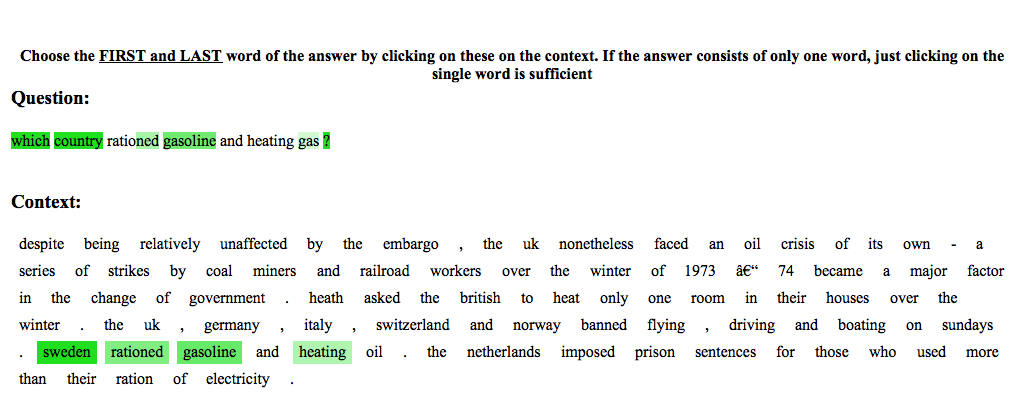 Choose the FIRST and LAST word of the answer by clicking on these on the context. If the answer consists of only one word, just clicking on the
single word is sufficient
Question:
which country rationed gasoline and heating gas ?
Context:
despite being relatively unaffected by the embargo , the uk nonetheless faced an oil crisis of its own - a
series of strikes by coal miners and railroad workers over the winter of 1973 â€“ 74 became a major factor
in the change of government . heath asked the british to heat only one room in their houses over the
winter . the uk , germany , italy , switzerland and norway banned flying , driving and boating on sundays
. sweden rationed gasoline and heating oil . the netherlands imposed prison sentences for those who used more
than their ration of electricity .